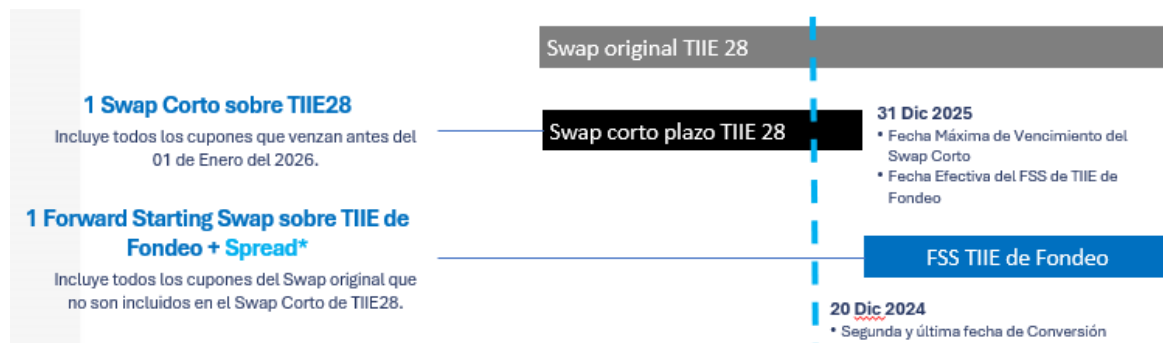 Swap original TIIE 28
1 Swap Corto sobre TIIE28
Incluye todos los cupones que venzan antes del
01 de Enero del 2026.
Swap corto plazo TIIE 28
31 Dic 2025
• Fecha Máxima de Vencimiento del
Swap Corto
• Fecha Efectiva del FSS de TIIE de
Fondeo
1 Forward Starting Swap sobre TIIE de
Fondeo + Spread*
Incluye todos los cupones del Swap original que
no son incluidos en el Swap Corto de TIIE28.
FSS TIIE de Fondeo
20 Dic 2024
• Segunda y última fecha de Conversión